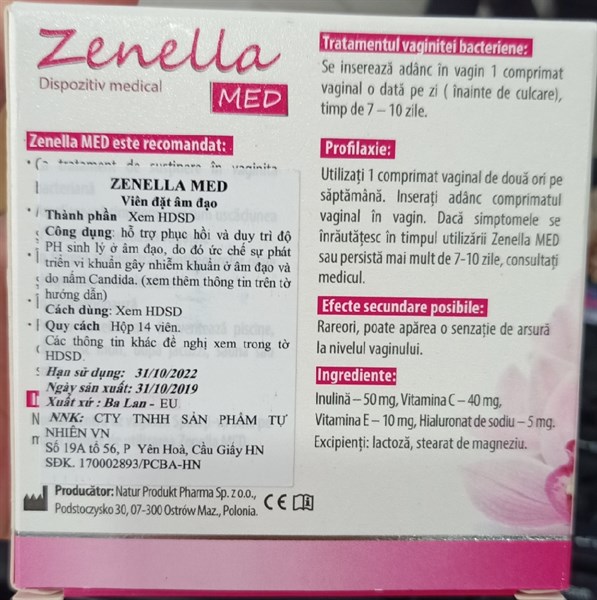 Zenella
Dispozitiv medical
MED
Zenella MED este recomandat:
ZENELLA MED
Viên đặt âm đạo
Thành phần Xem HDSD
Công dụng: hỗ trợ phục hồi và duy trì độ
PH sinh lý ở âm đạo, do đó ức chế sự phát
triển vi khuẩn gây nhiễm khuẩn ở âm đạo và
do nấm Candida. (xem thêm thông tin trên tờ
hướng dẫn)
Cách dùng: Xem HDSD
Quy cách Hộp 14 viên.
Các thông tin khác đề nghị xem trong tờ
HDSD.
Hạn sử dụng: 31/10/2022
Ngày sản xuất: 31/10/2019
Xuất xứ : Ba Lan - EU
NNK: CTY TNHH SẢN PHẨM TỰ
NHIÊN VN
Số 19A tổ 56, P Yên Hoà, Cầu Giấy HN
SĐK. 170002893/PCBA-HN
Producător: Natur Produkt Pharma Sp. z o.o.,
Podstoczysko 30, 07-300 Ostrów Maz., Polonia.
CE
Tratamentul vaginitei bacteriene:
Se inserează adânc în vagin 1 comprimat
vaginal o dată pe zi ( înainte de culcare),
timp de 7 – 10 zile.
Profilaxie:
Utilizați 1 comprimat vaginal de două ori pe
săptămână. Inserați adânc comprimatul
vaginal în vagin. Dacă simptomele se
înrăutățesc în timpul utilizării Zenella MED
sau persistă mai mult de 7-10 zile, consultați
medicul.
Efecte secundare posibile:
Rareori, poate apărea o senzație de arsură
la nivelul vaginului.
Ingrediente:
Inulină – 50 mg, Vitamina C – 40 mg,
Vitamina E – 10 mg, Hialuronat de sodiu – 5 mg.
Excipienți: lactoză, stearat de magneziu.